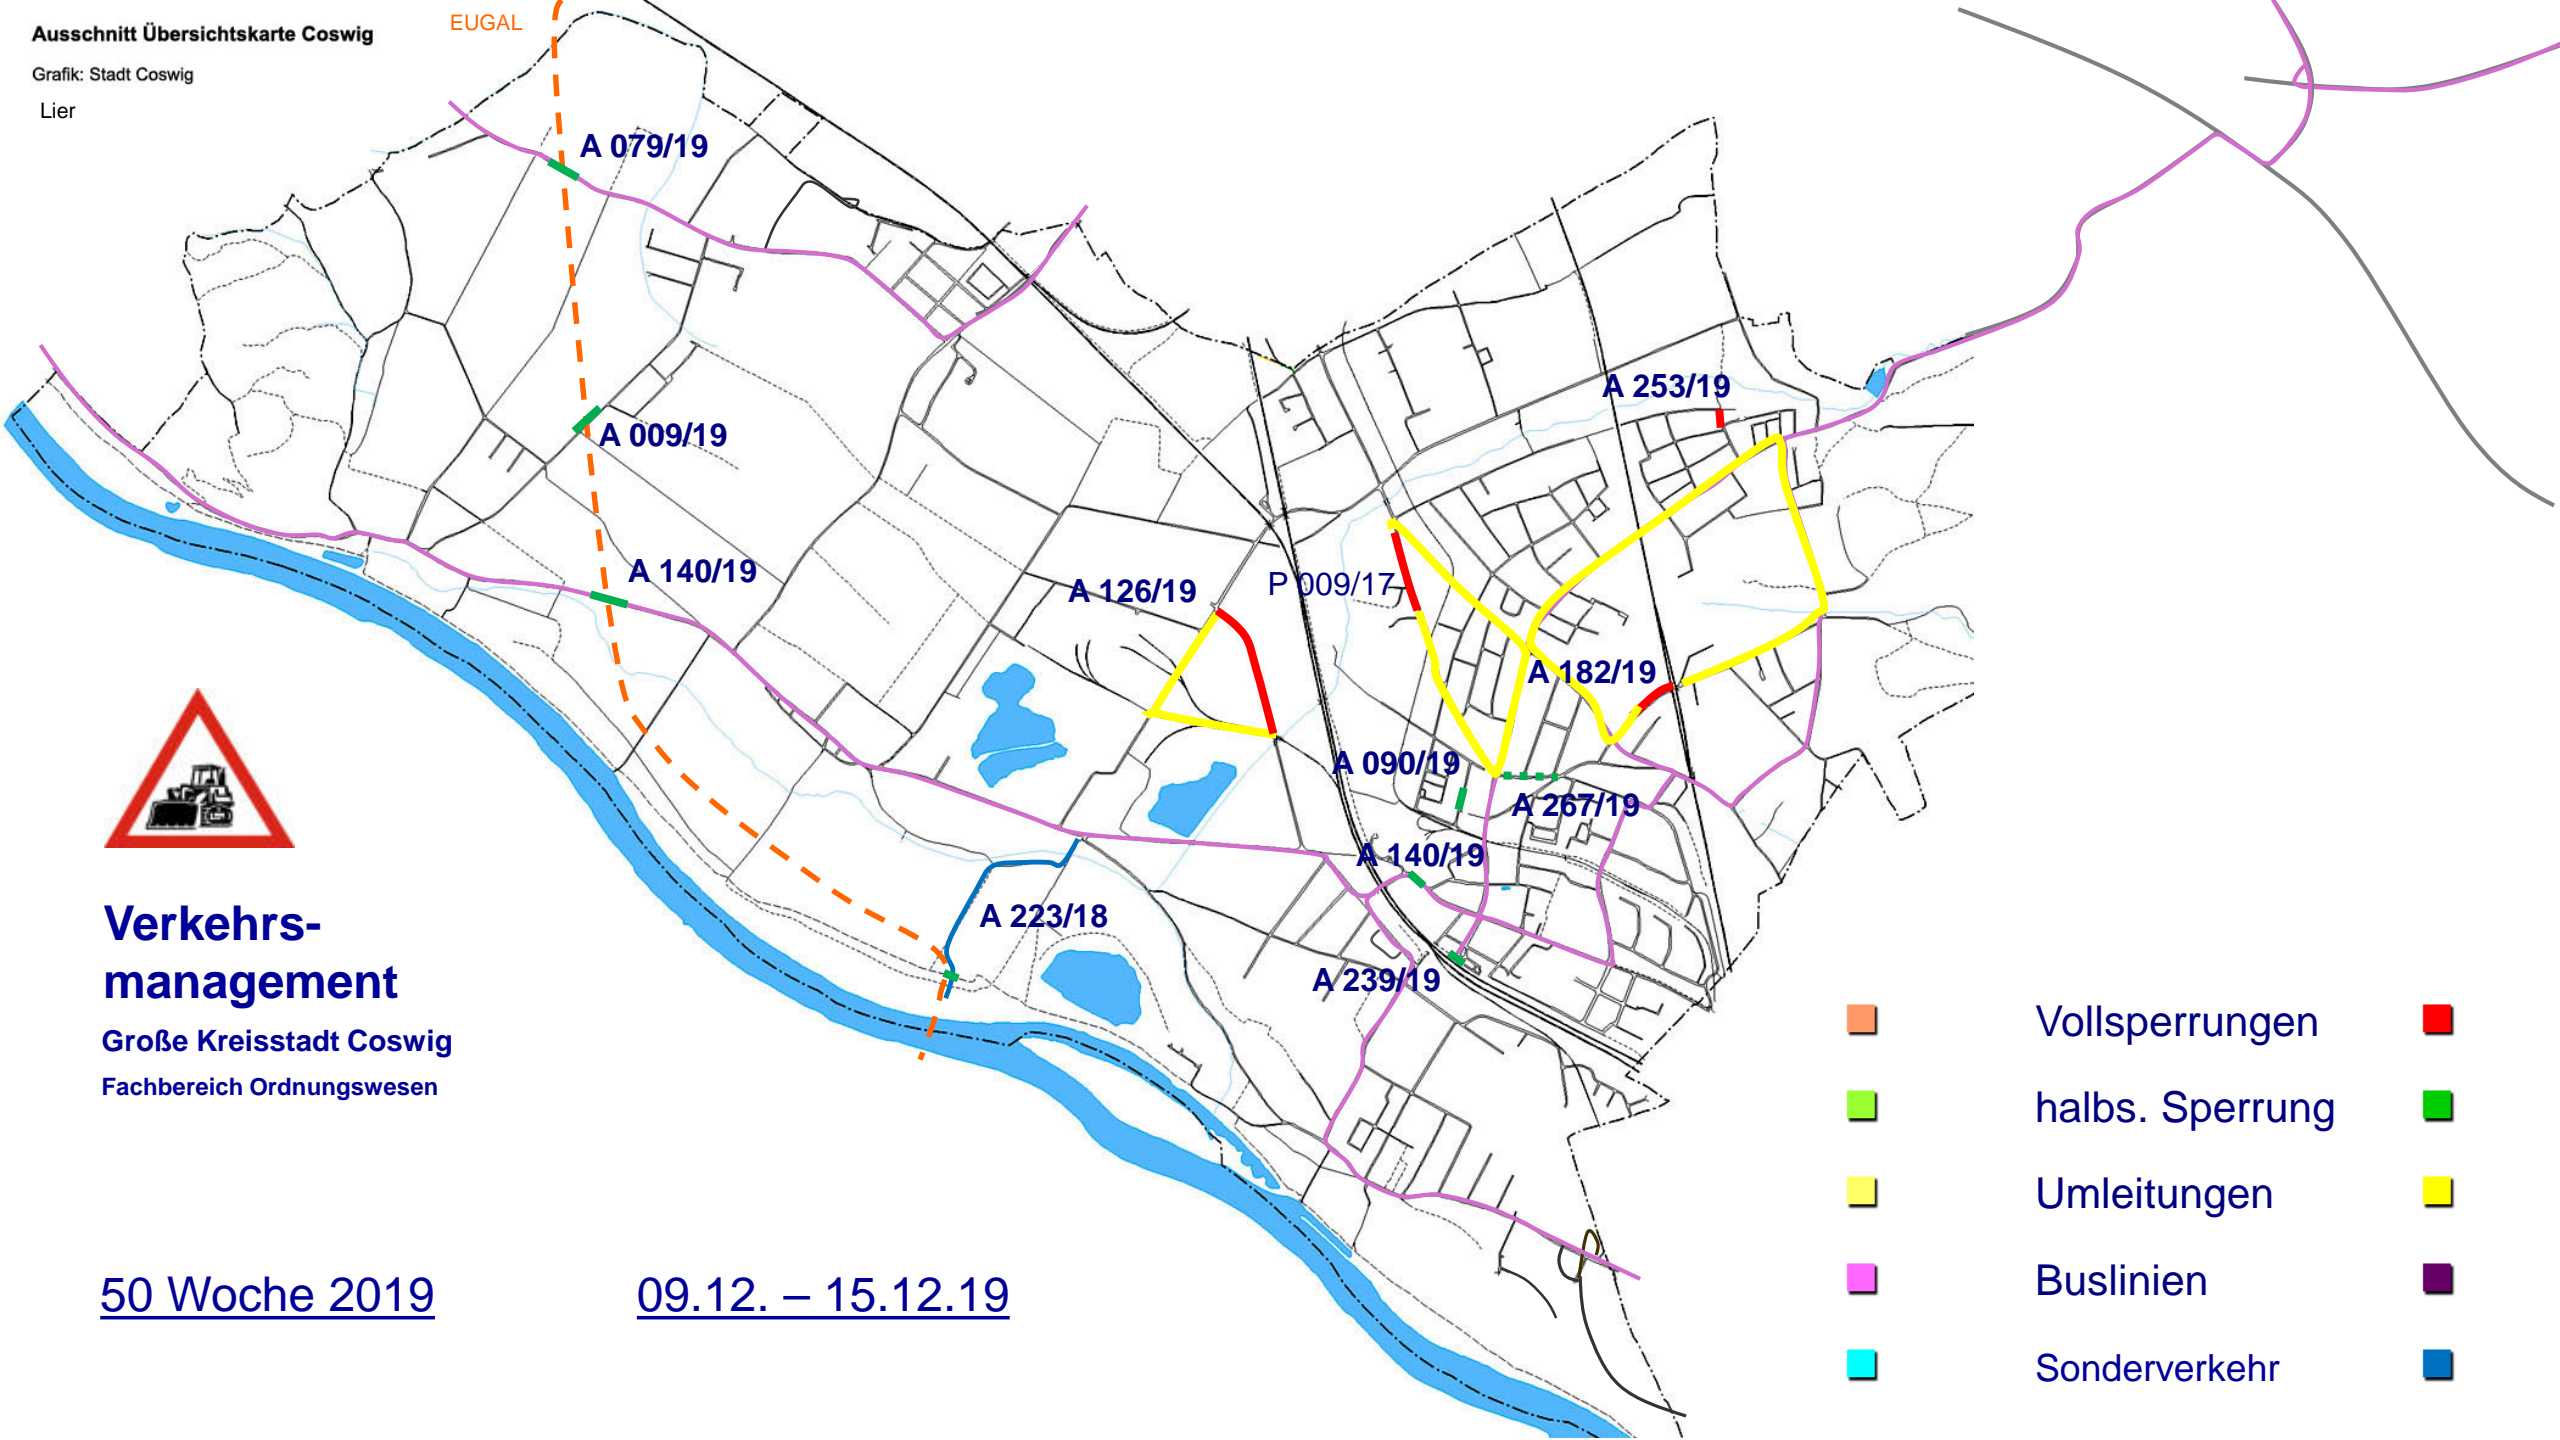 Ausschnitt Übersichtskarte Coswig
Grafik: Stadt Coswig
Lier
EUGAL
A 079/19
A 009/19
A 140/19
A 126/19
P 009/17
A 253/19
A 182/19
A 090/19
A 267/19
A 140/19
A 223/18
A 239/19
Verkehrs-
management
Große Kreisstadt Coswig
Fachbereich Ordnungswesen
50 Woche 2019
09.12. – 15.12.19
Vollsperrungen
halbs. Sperrung
Umleitungen
Buslinien
Sonderverkehr